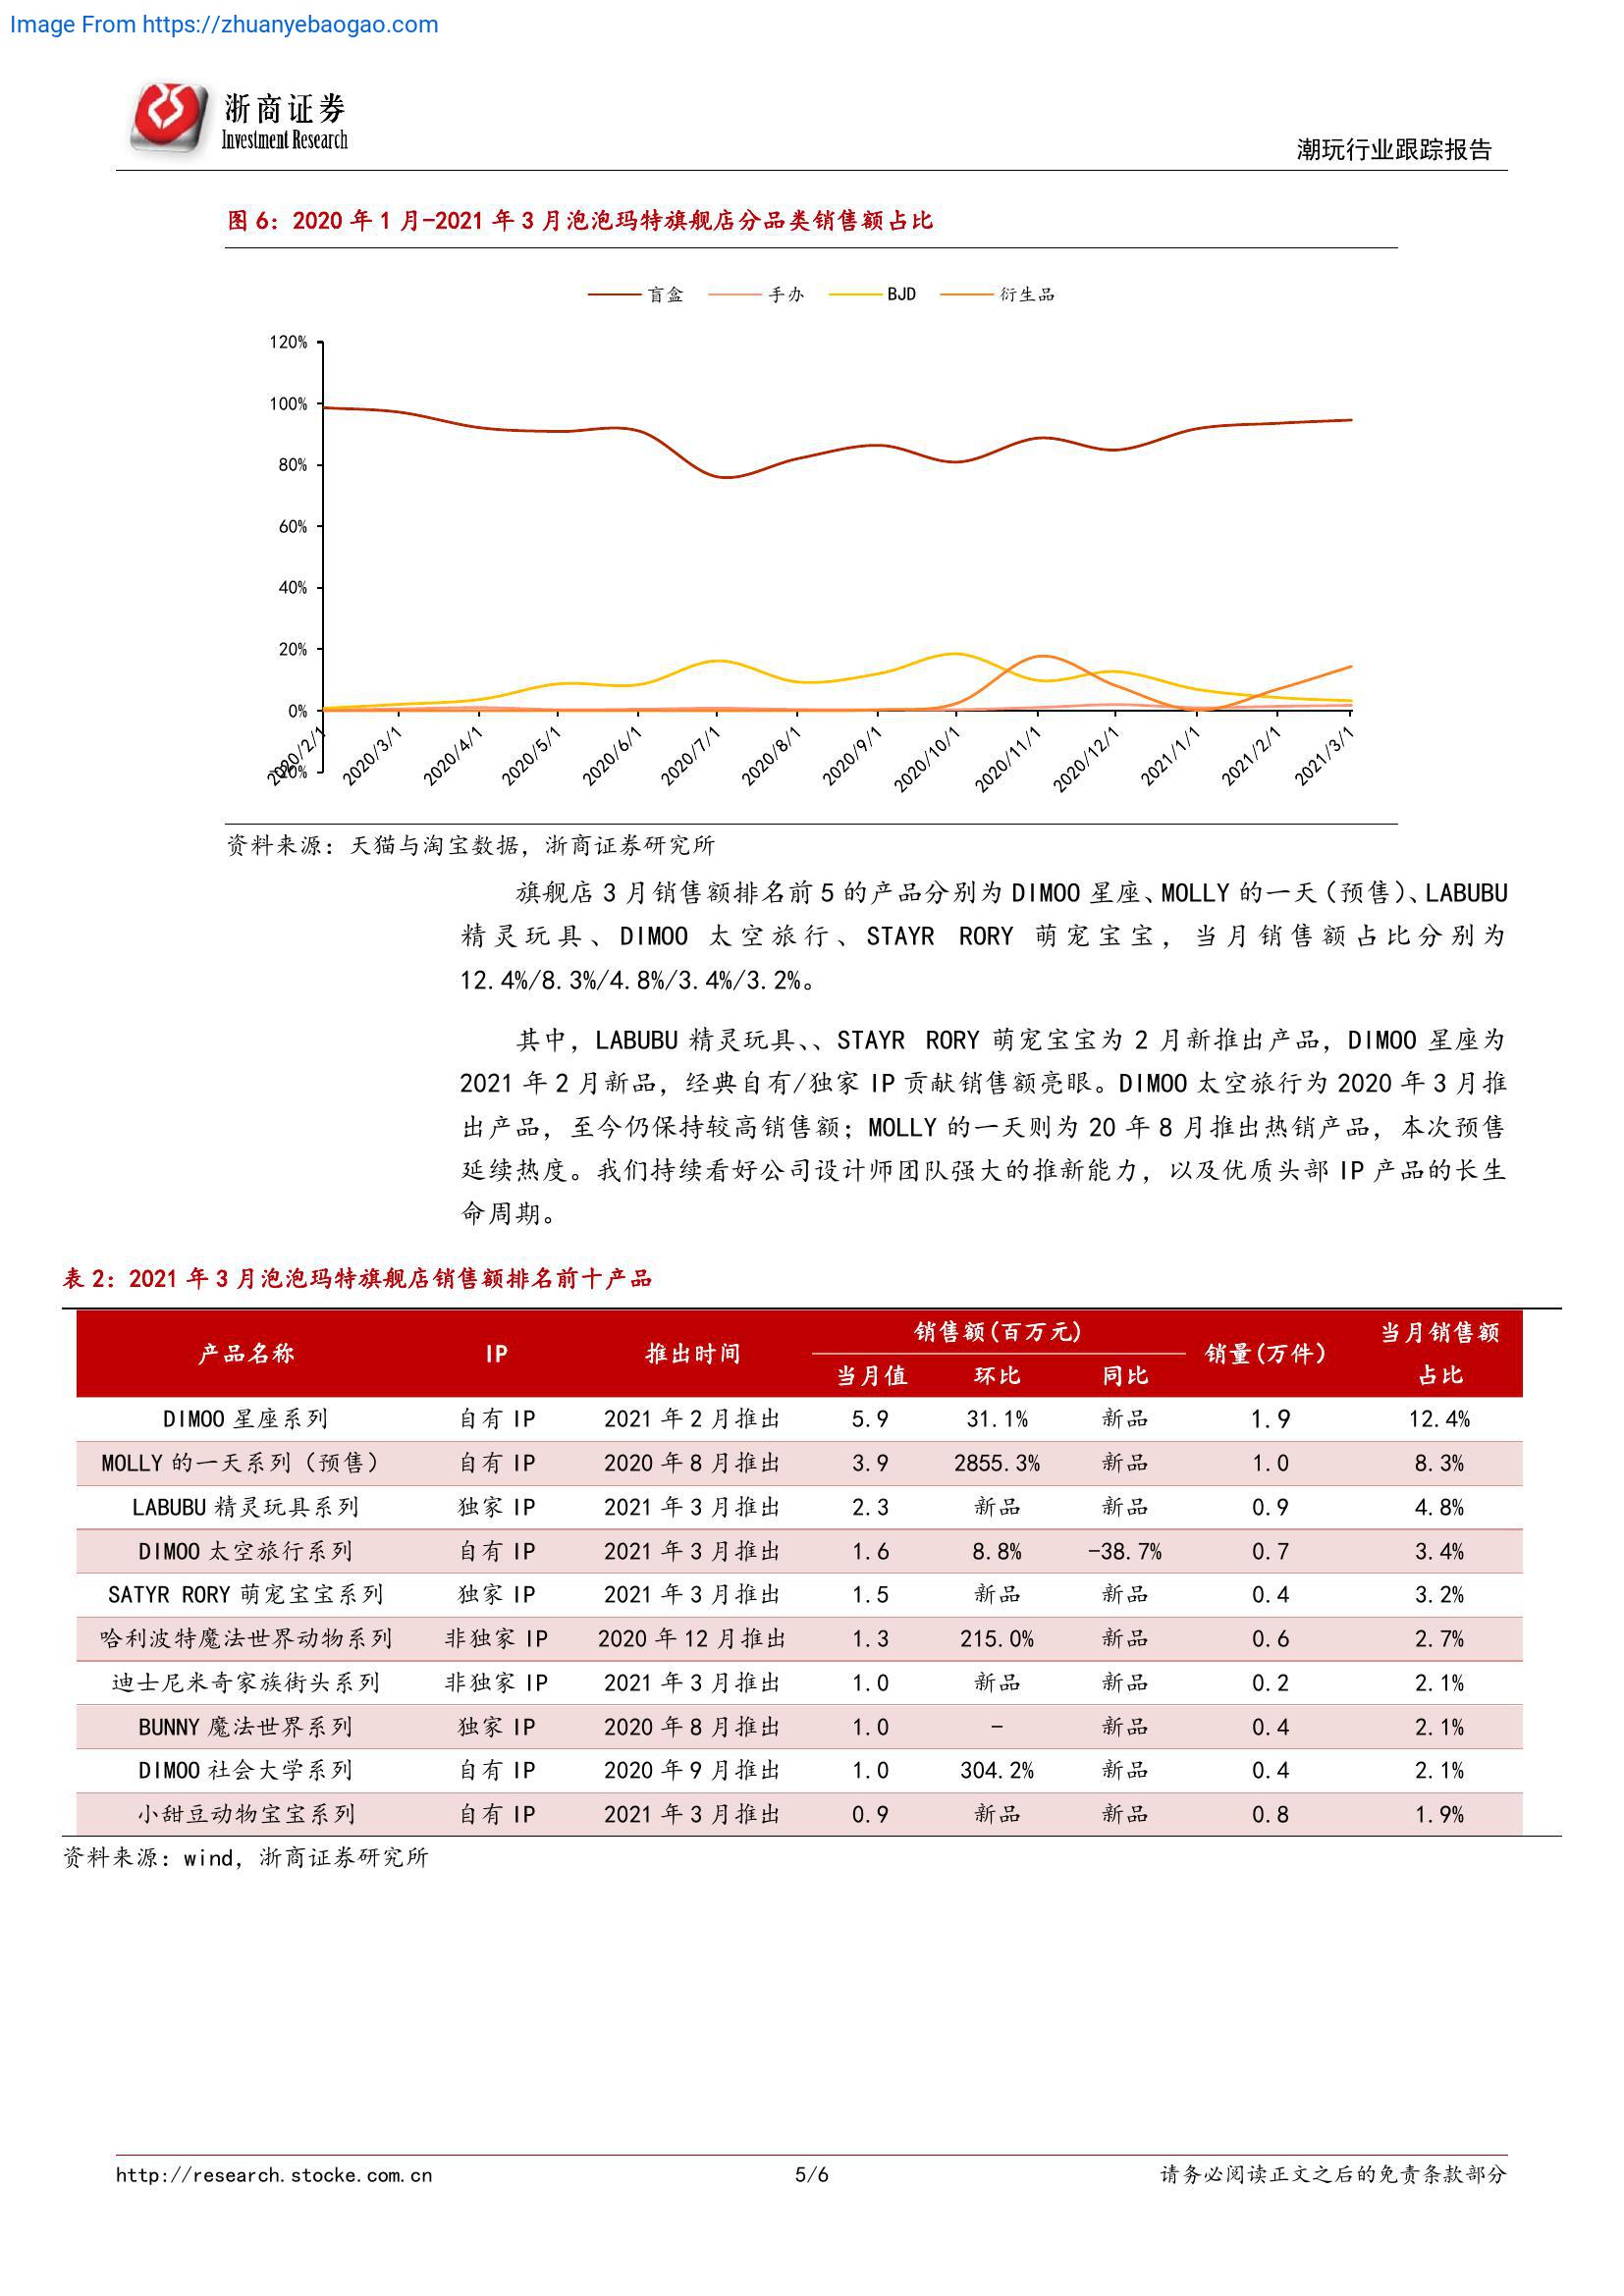 Image From https://zhuanyebaogao.com
浙商证券
Investment Research
潮玩行业跟踪报告
图 6：2020 年 1 月-2021 年 3 月泡泡玛特旗舰店分品类销售额占比
盲盒 手办 BJD 衍生品
120%
100%
80%
60%
40%
20%
0%
-20%
2020/2/1 2020/3/1 2020/4/1 2020/5/1 2020/6/1 2020/7/1 2020/8/1 2020/9/1 2020/10/1 2020/11/1 2020/12/1 2021/1/1 2021/2/1 2021/3/1
资料来源：天猫与淘宝数据，浙商证券研究所
旗舰店 3 月销售额排名前 5 的产品分别为 DIMOO 星座、MOLLY 的一天（预售）、LABUBU
精灵玩具、DIMOO 太空旅行、STAYR RORY 萌宠宝宝，当月销售额占比分别为
12.4%/8.3%/4.8%/3.4%/3.2%。
其中，LABUBU 精灵玩具、、STAYR RORY 萌宠宝宝为 2 月新推出产品，DIMOO 星座为
2021 年 2 月新品，经典自有/独家 IP 贡献销售额亮眼。DIMOO 太空旅行为 2020 年 3 月推
出产品，至今仍保持较高销售额；MOLLY 的一天则为 20 年 8 月推出热销产品，本次预售
延续热度。我们持续看好公司设计师团队强大的推新能力，以及优质头部 IP 产品的长生
命周期。
表 2：2021 年 3 月泡泡玛特旗舰店销售额排名前十产品
产品名称 IP 推出时间 销售额(百万元) 销量(万件) 当月销售额
当月值 环比 同比 占比
DIMOO 星座系列 自有 IP 2021 年 2 月推出 5.9 31.1% 新品 1.9 12.4%
MOLLY 的一天系列（预售） 自有 IP 2020 年 8 月推出 3.9 2855.3% 新品 1.0 8.3%
LABUBU 精灵玩具系列 独家 IP 2021 年 3 月推出 2.3 新品 新品 0.9 4.8%
DIMOO 太空旅行系列 自有 IP 2021 年 3 月推出 1.6 8.8% -38.7% 0.7 3.4%
SATYR RORY 萌宠宝宝系列 独家 IP 2021 年 3 月推出 1.5 新品 新品 0.4 3.2%
哈利波特魔法世界动物系列 非独家 IP 2020 年 12 月推出 1.3 215.0% 新品 0.6 2.7%
迪士尼米奇家族街头系列 非独家 IP 2021 年 3 月推出 1.0 新品 新品 0.2 2.1%
BUNNY 魔法世界系列 独家 IP 2020 年 8 月推出 1.0 - 新品 0.4 2.1%
DIMOO 社会大学系列 自有 IP 2020 年 9 月推出 1.0 304.2% 新品 0.4 2.1%
小甜豆动物宝宝系列 自有 IP 2021 年 3 月推出 0.9 新品 新品 0.8 1.9%
资料来源：wind，浙商证券研究所
http://research.stocke.com.cn 5/6 请务必阅读正文之后的免责条款部分